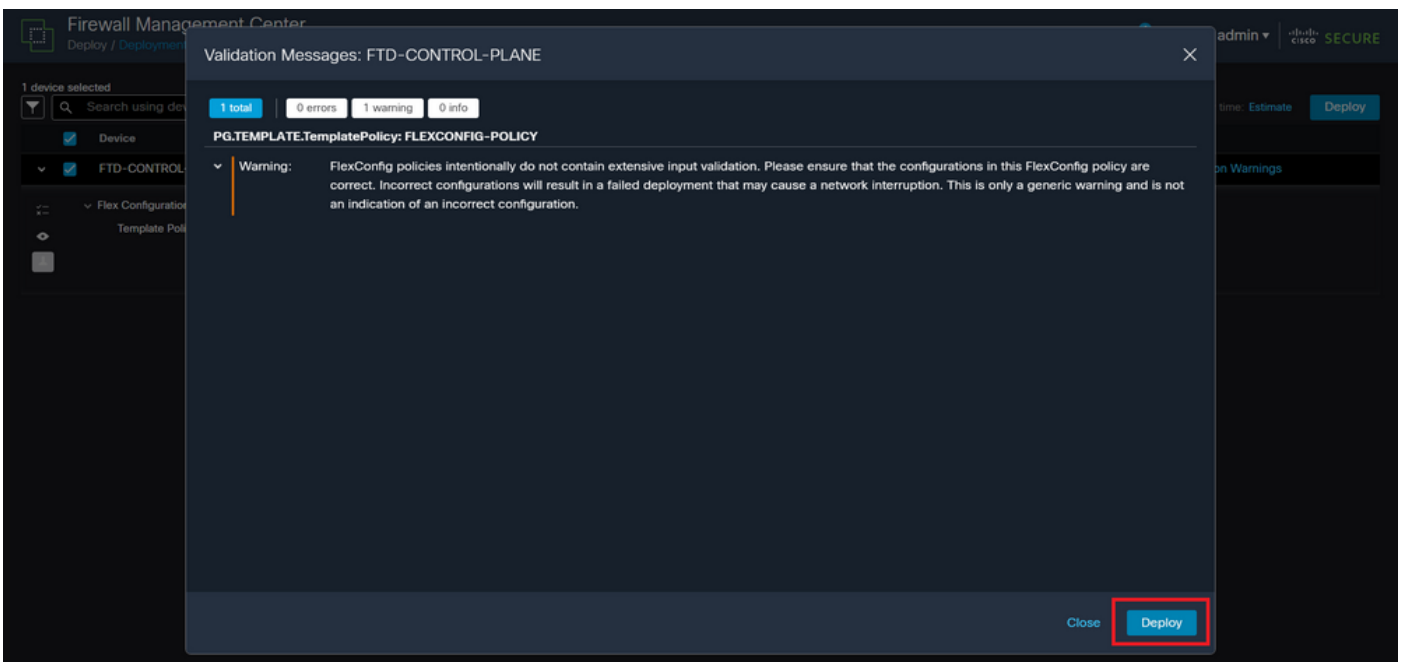 Firewall Management Center
Deploy / Deployment
admin
cisco SECURE
Validation Messages: FTD-CONTROL-PLANE
1 device selected
Search using dev
1 total
0 errors
1 warning
0 info
time: Estimate
Deploy
Device
PG.TEMPLATE.TemplatePolicy: FLEXCONFIG-POLICY
FTD-CONTROL-
Warning:
FlexConfig policies intentionally do not contain extensive input validation. Please ensure that the configurations in this FlexConfig policy are
correct. Incorrect configurations will result in a failed deployment that may cause a network interruption. This is only a generic warning and is not
an indication of an incorrect configuration.
on Warnings
Flex Configuration
Template Poli
Close
Deploy